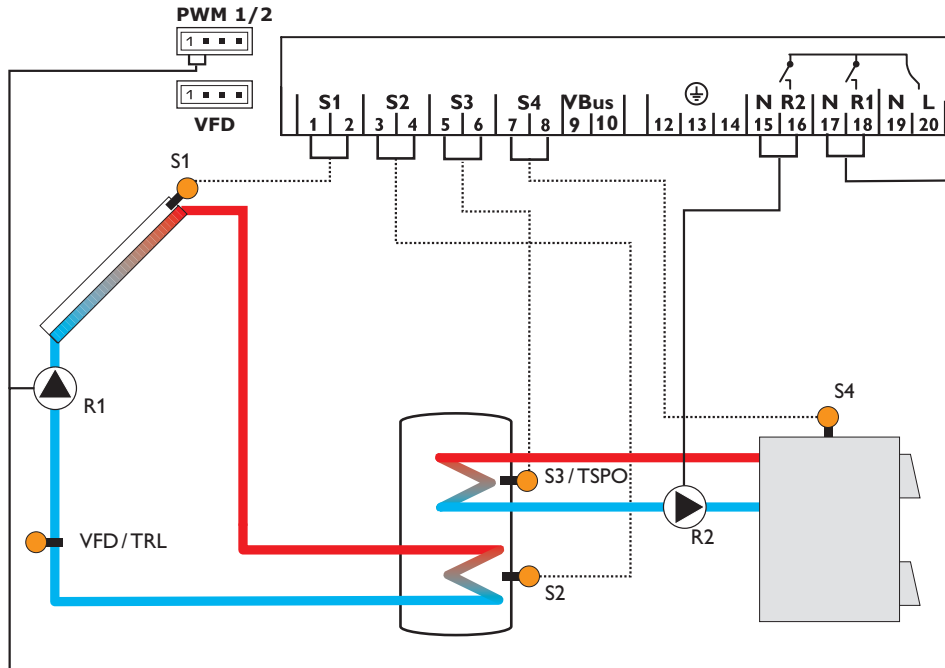 PWM 1/2
1
1
VFD
S1 S2 S3 S4 VBus N R2 N R1 N L
1 2 3 4 5 6 7 8 9 10 12 13 14 15 16 17 18 19 20
S1
R1
S4
S3 / TSPO
R2
VFD / TRL
S2